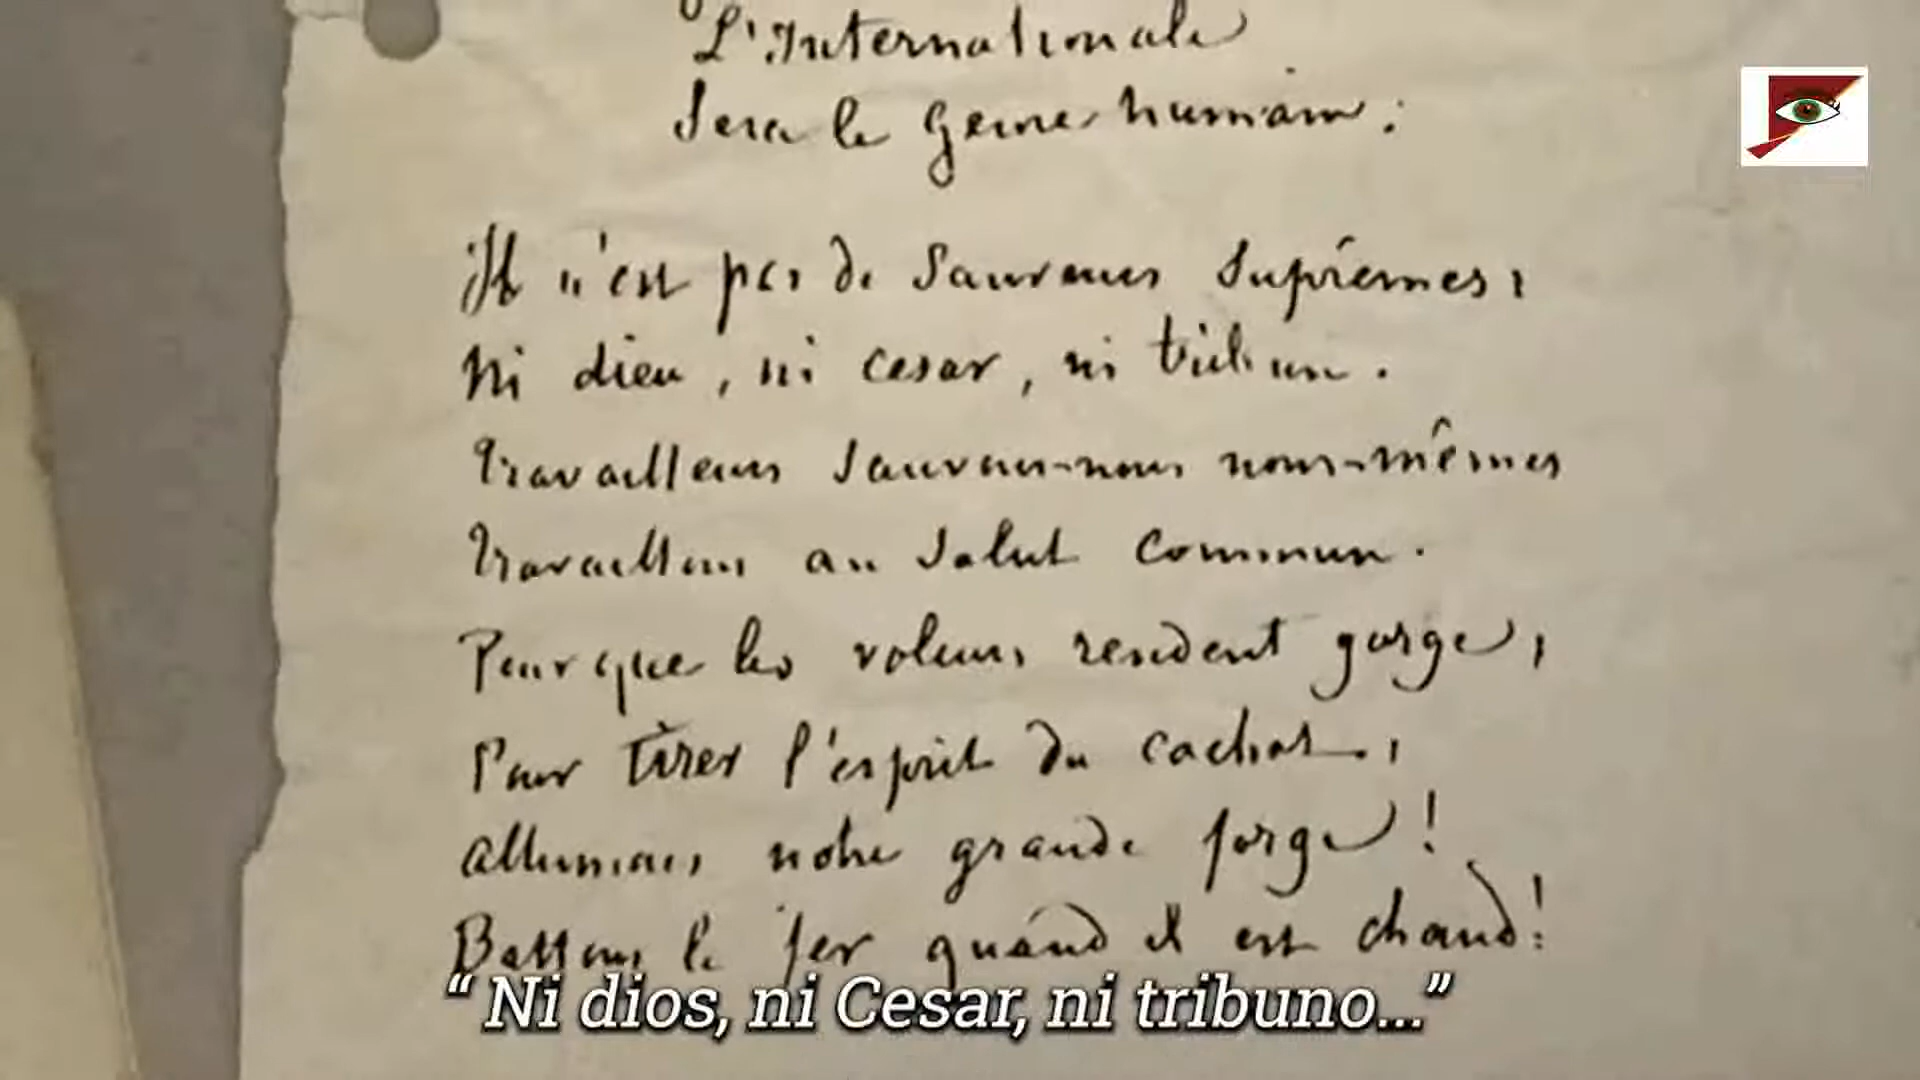 L'Internationale
Sera le genre humain :
Il n'est pas de Sauveurs Suprêmes,
Ni dieu, ni cesar, ni tribun.
Travailleurs Sauvons-nous nous-mêmes
Travaillons au Salut Commun.
Pour que les voleurs rendent gorge,
Pour tirer l'esprit du cachot,
allumons notre grande forge !
Battons le fer quand il est chaud !
“ Ni dios, ni Cesar, ni tribuno...”